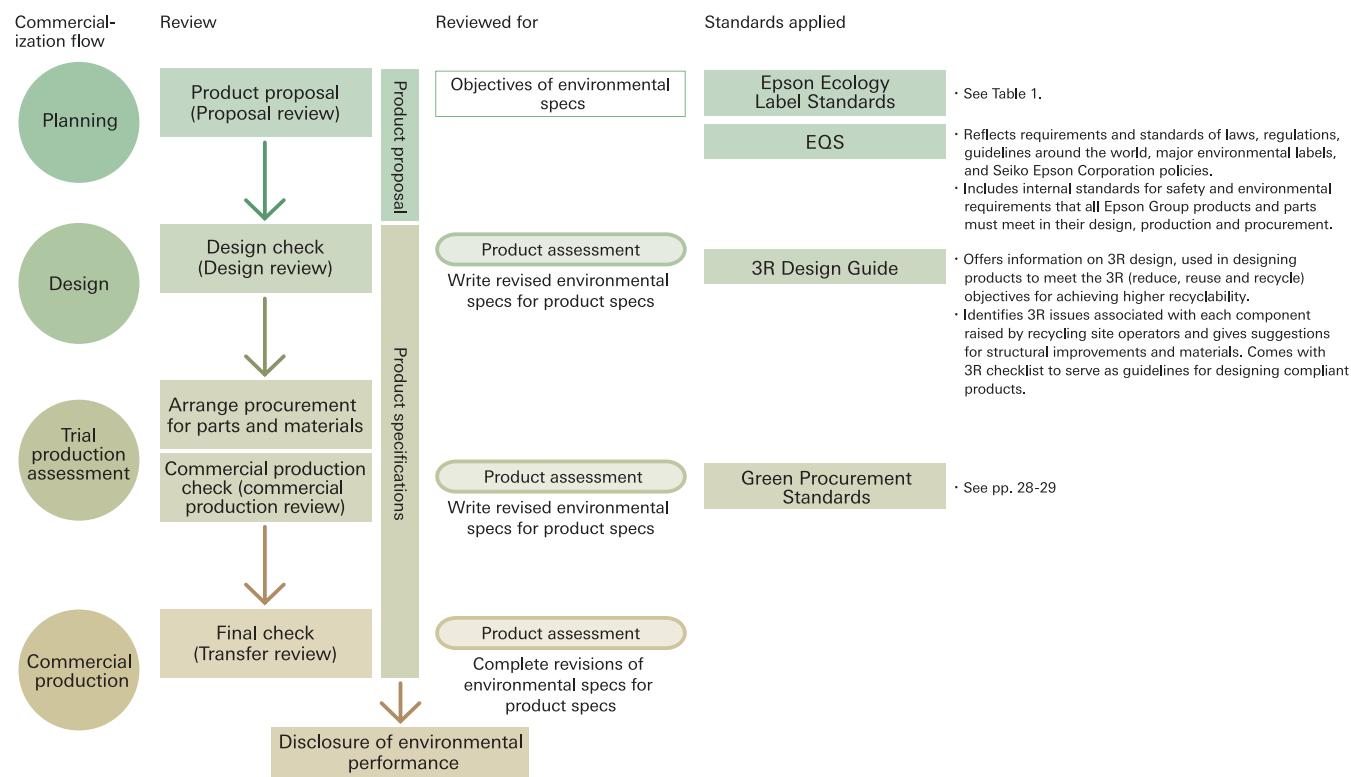 Commercial-
ization flow
Review
Reviewed for
Standards applied
Planning
Product proposal
(Proposal review)
Product proposal
Objectives of environmental
specs
Epson Ecology
Label Standards
· See Table 1.
EQS
· Reflects requirements and standards of laws, regulations,
guidelines around the world, major environmental labels,
and Seiko Epson Corporation policies.
· Includes internal standards for safety and environmental
requirements that all Epson Group products and parts
must meet in their design, production and procurement.
Design
Design check
(Design review)
Product specifications
Product assessment
Write revised environmental
specs for product specs
3R Design Guide
· Offers information on 3R design, used in designing
products to meet the 3R (reduce, reuse and recycle)
objectives for achieving higher recyclability.
· Identifies 3R issues associated with each component
raised by recycling site operators and gives suggestions
for structural improvements and materials. Comes with
3R checklist to serve as guidelines for designing compliant
products.
Trial
production
assessment
Arrange procurement
for parts and materials
Commercial production
check (commercial
production review)
Product assessment
Write revised environmental
specs for product specs
Green Procurement
Standards
· See pp. 28-29
Commercial
production
Final check
(Transfer review)
Product assessment
Complete revisions of
environmental specs for
product specs
Disclosure of environmental
performance